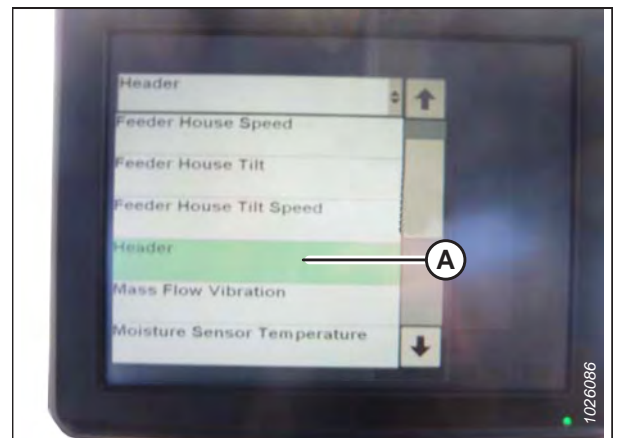 Header
Feeder House Speed
Feeder House Tilt
Feeder House Tilt Speed
Header
A
Mass Flow Vibration
Moisture Sensor Temperature
1026086